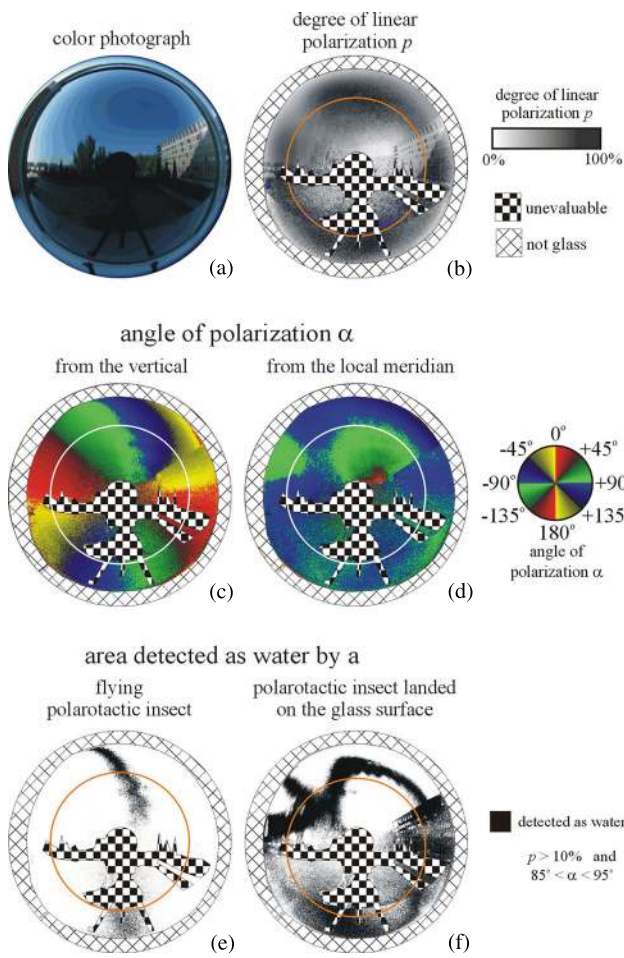 color photograph
degree of linear
polarization p
(a)
(b)
degree of linear
polarization p
0%
100%
unevaluable
not glass
angle of polarization α
from the vertical
from the local meridian
(c)
(d)
0°
-45°
+45°
-90°
+90
-135°
+135
180°
angle of
polarization α
area detected as water by a
flying
polarotactic insect
polarotactic insect landed
on the glass surface
(e)
(f)
detected as water
p > 10% and
85° < α < 95°